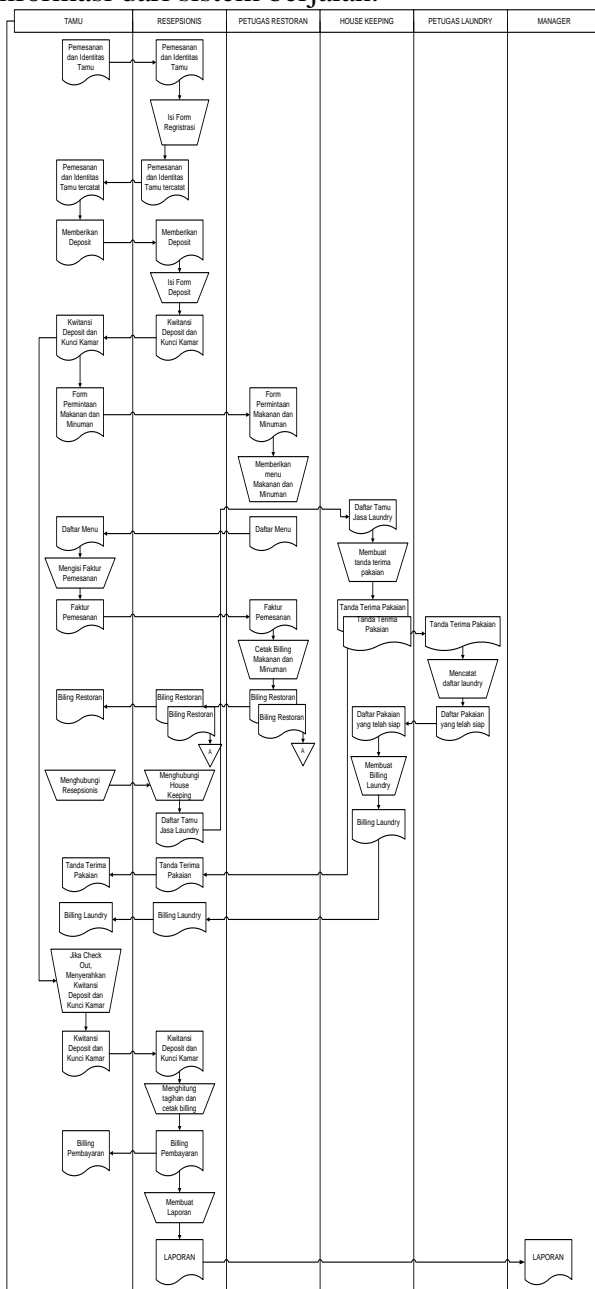 informasi dari sistem berjalan.
TAMU
RESEPSIONIS
PETUGAS RESTORAN
HOUSE KEEPING
PETUGAS LAUNDRY
MANAGER
Pemesanan
dan Identitas
Tamu
Pemesanan
dan Identitas
Tamu
Isi Form
Regristrasi
Pemesanan
dan Identitas
Tamu tercatat
Pemesanan
dan Identitas
Tamu tercatat
Memberikan
Deposit
Memberikan
Deposit
Isi Form
Deposit
Kwitansi
Deposit dan
Kunci Kamar
Kwitansi
Deposit dan
Kunci Kamar
Form
Permintaan
Makanan dan
Minuman
Form
Permintaan
Makanan dan
Minuman
Memberikan
menu
Makanan dan
Minuman
Daftar Tamu
Jasa Laundry
Daftar Menu
Daftar Menu
Membuat
tanda terima
pakaian
Mengisi Faktur
Pemesanan
Faktur
Pemesanan
Faktur
Pemesanan
Tanda Terima Pakaian
Tanda Terima
Pakaian
Tanda Terima Pakaian
Cetak Billing
Makanan dan
Minuman
Mencatat
daftar laundry
Biling Restoran
Biling Restoran
Biling Restoran
Biling Restoran
Biling Restoran
A
A
Daftar Pakaian
yang telah siap
Daftar Pakaian
yang telah siap
Membuat
Billing
Laundry
Menghubungi
Resepsionis
Menghubungi
House
Keeping
Daftar Tamu
Jasa Laundry
Billing Laundry
Tanda Terima
Pakaian
Tanda Terima
Pakaian
Billing Laundry
Billing Laundry
Jika Check
Out,
Menyerahkan
Kwitansi
Deposit dan
Kunci Kamar
Kwitansi
Deposit dan
Kunci Kamar
Kwitansi
Deposit dan
Kunci Kamar
Menghitung
tagihan dan
cetak billing
Billing
Pembayaran
Billing
Pembayaran
Membuat
Laporan
LAPORAN
LAPORAN